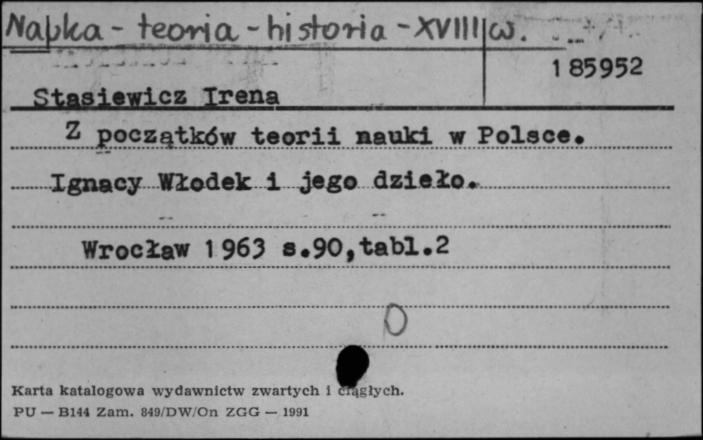 Nauka - teoria - historia - XVIII w.
185952
Stasiewicz Irena
Z początków teorii nauki w Polsce.
Ignacy Włodek i jego dzieło.
Wrocław 1963 s.90,tabl.2
Karta katalogowa wydawnictw zwartych i ciągłych.
PU — B144 Zam. 849/DW/On ZGG — 1991